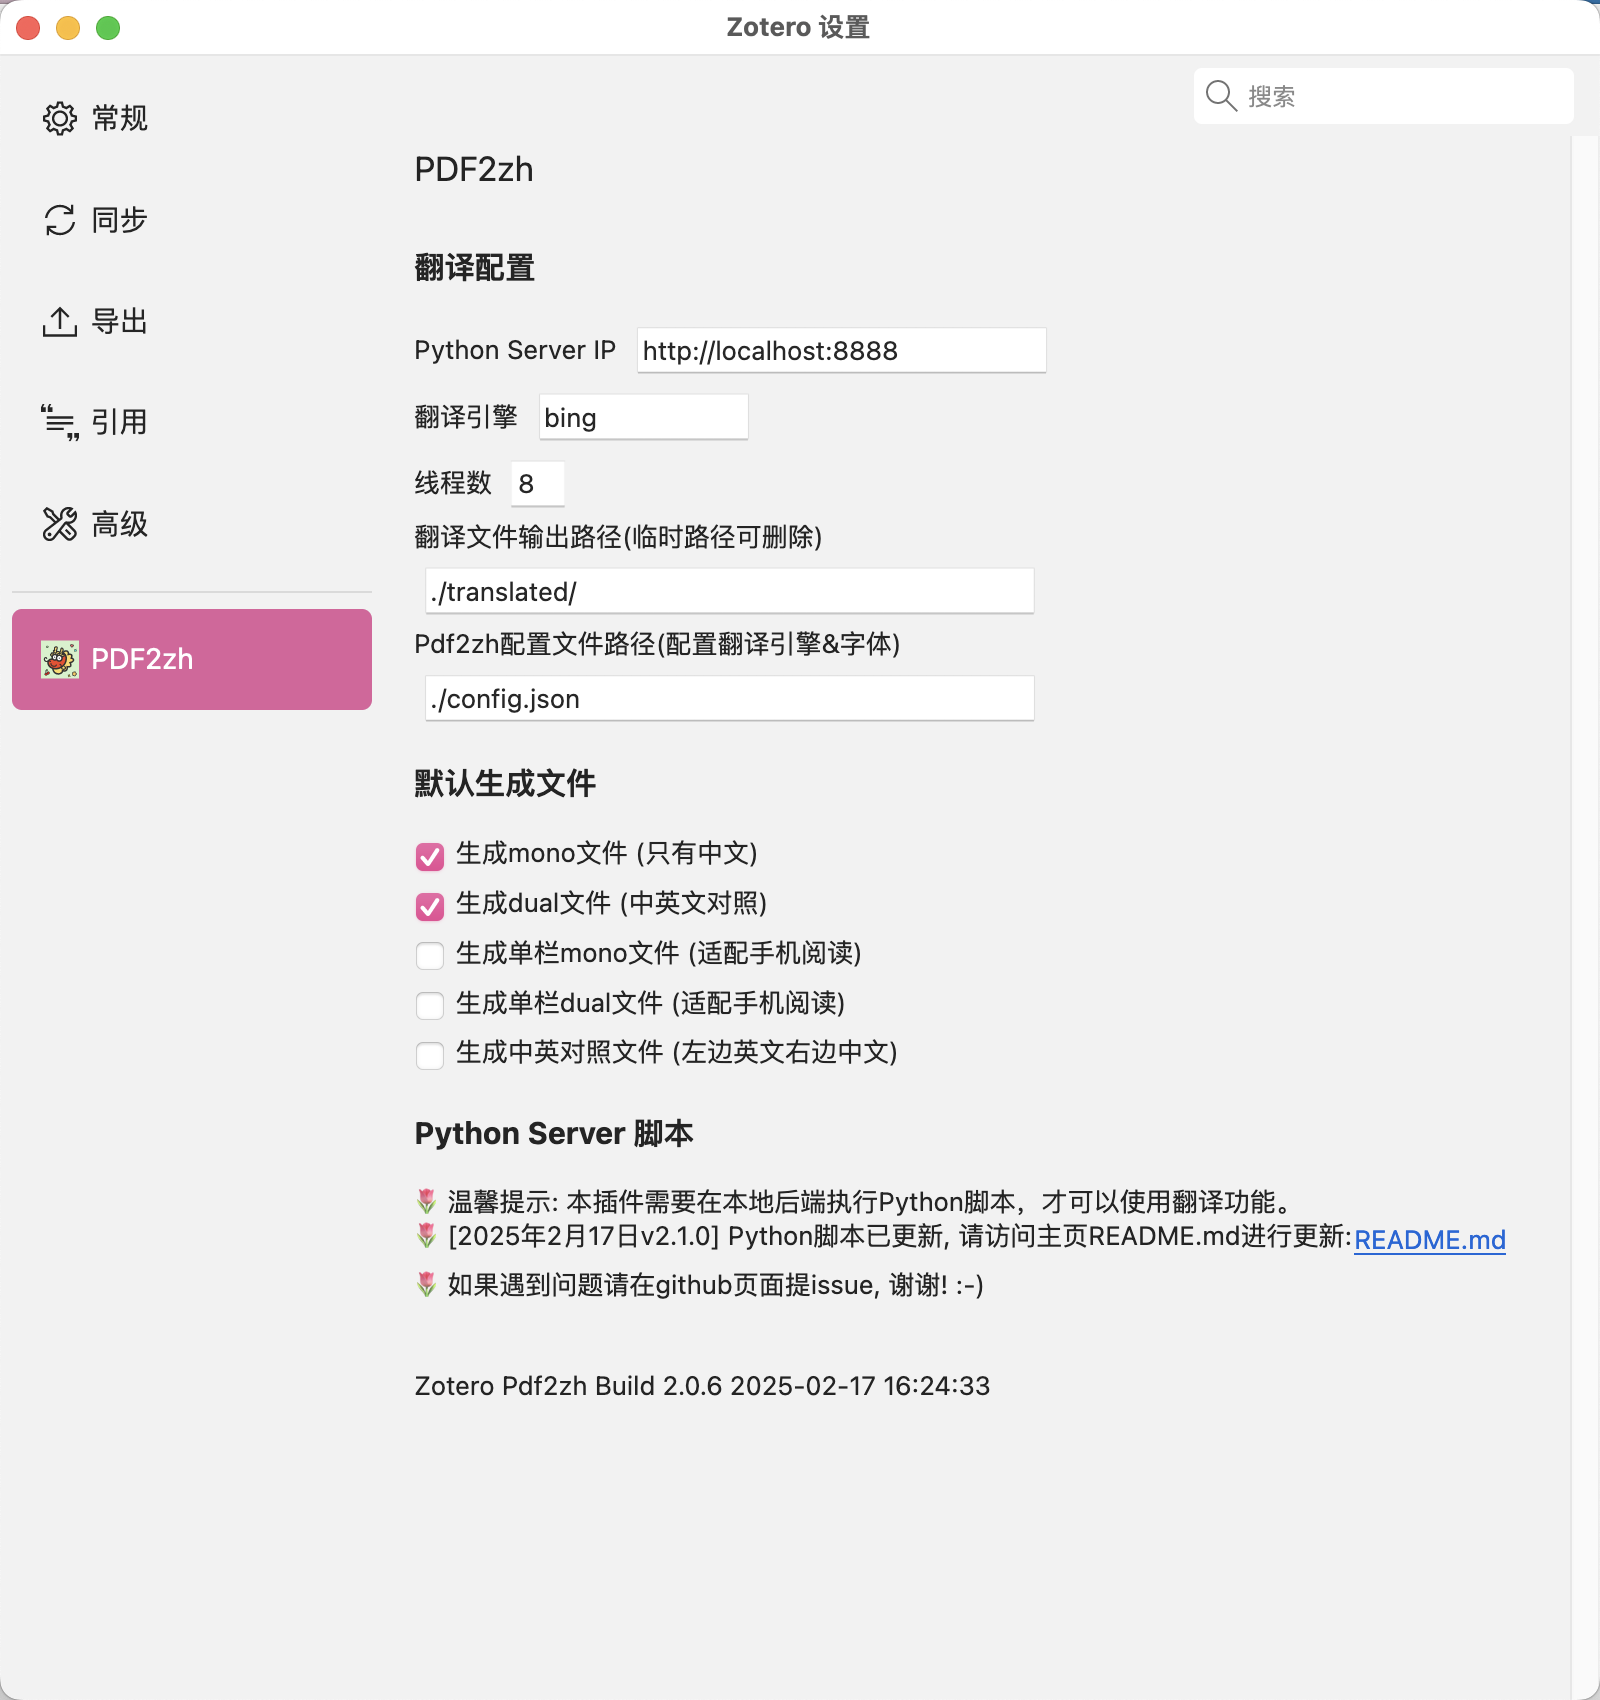 Zotero 设置
搜索
常规
同步
导出
引用
高级
PDF2zh
PDF2zh
翻译配置
Python Server IP http://localhost:8888
翻译引擎 bing
线程数 8
翻译文件输出路径(临时路径可删除)
./translated/
Pdf2zh配置文件路径(配置翻译引擎&字体)
./config.json
默认生成文件
生成mono文件 (只有中文)
生成dual文件 (中英文对照)
生成单栏mono文件 (适配手机阅读)
生成单栏dual文件 (适配手机阅读)
生成中英对照文件 (左边英文右边中文)
Python Server 脚本
🌷 温馨提示: 本插件需要在本地后端执行Python脚本，才可以使用翻译功能。
🌷 [2025年2月17日v2.1.0] Python脚本已更新, 请访问主页README.md进行更新:README.md
🌷 如果遇到问题请在github页面提issue, 谢谢! :-)
Zotero Pdf2zh Build 2.0.6 2025-02-17 16:24:33